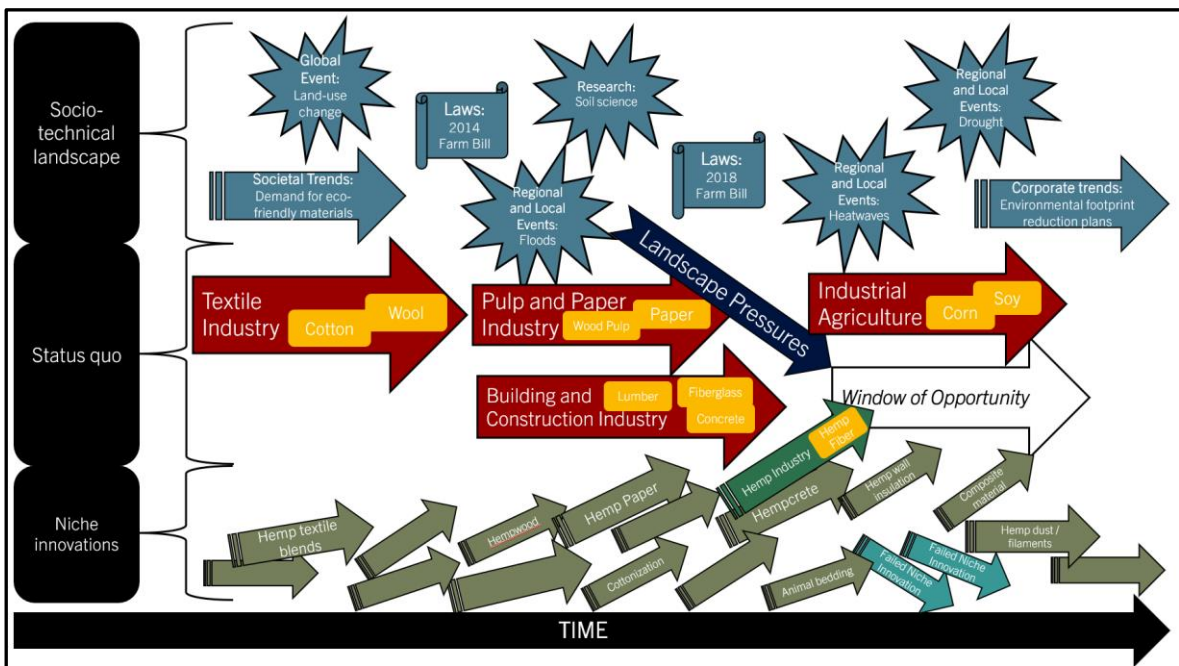 Socio-
technical
landscape
Global
Event:
Land-use
change
Laws:
2014
Farm Bill
Research:
Soil science
Laws:
2018
Farm Bill
Regional
and Local
Events:
Drought
Societal Trends:
Demand for eco-
friendly materials
Regional
and Local
Events:
Floods
Regional
and Local
Events:
Heatwaves
Corporate trends:
Environmental footprint
reduction plans
Landscape Pressures
Status quo
Textile
Industry
Cotton
Wool
Pulp and Paper
Industry
Wood Pulp
Paper
Industrial
Agriculture
Corn
Soy
Building and
Construction Industry
Lumber
Fiberglass
Concrete
Window of Opportunity
Niche
innovations
Hemp textile
blends
Hempwood
Hemp Paper
Cottonization
Hemp Industry
Hemp
Fiber
Hempcrete
Hemp wall
insulation
Composite
material
Animal bedding
Failed Niche
Innovation
Failed Niche
Innovation
Hemp dust /
filaments
TIME